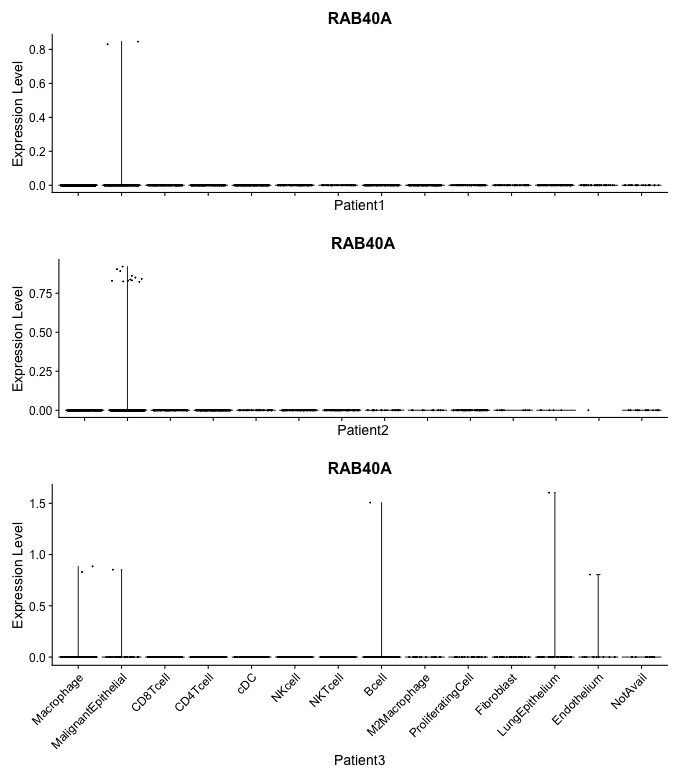 RAB40A
Expression Level
0.8
0.6
0.4
0.2
0.0
Patient1
RAB40A
Expression Level
0.75
0.50
0.25
0.00
Patient2
RAB40A
Expression Level
1.5
1.0
0.5
0.0
Macrophage
MalignantEpithelial
CD8Tcell
CD4Tcell
cDC
NKcell
NKTcell
Bcell
M2Macrophage
ProliferatingCell
Fibroblast
LungEpithelium
Endothelium
NotAvail
Patient3